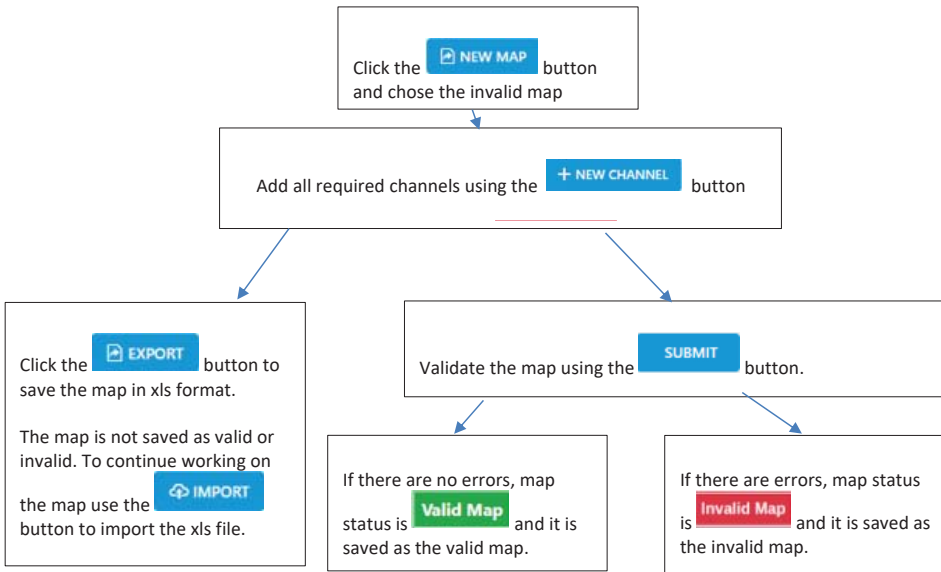 Click the NEW MAP button
and chose the invalid map
Add all required channels using the + NEW CHANNEL button
Click the EXPORT button to
save the map in xls format.
The map is not saved as valid or
invalid. To continue working on
the map use the IMPORT
button to import the xls file.
Validate the map using the SUBMIT button.
If there are no errors, map
status is Valid Map and it is
saved as the valid map.
If there are errors, map status
is Invalid Map and it is saved as
the invalid map.